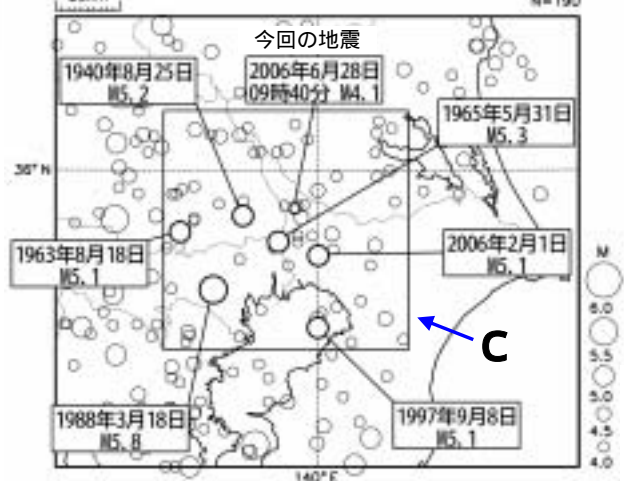 N=190
今回の地震
1940年8月25日
M5.2
2006年6月28日
09時40分 M4.1
1965年5月31日
M5.3
36°N
1963年8月18日
M5.1
2006年2月1日
M5.1
M
6.0
5.5
5.0
4.5
4.0
C
1988年3月18日
M5.8
1997年9月8日
M5.1
140°E